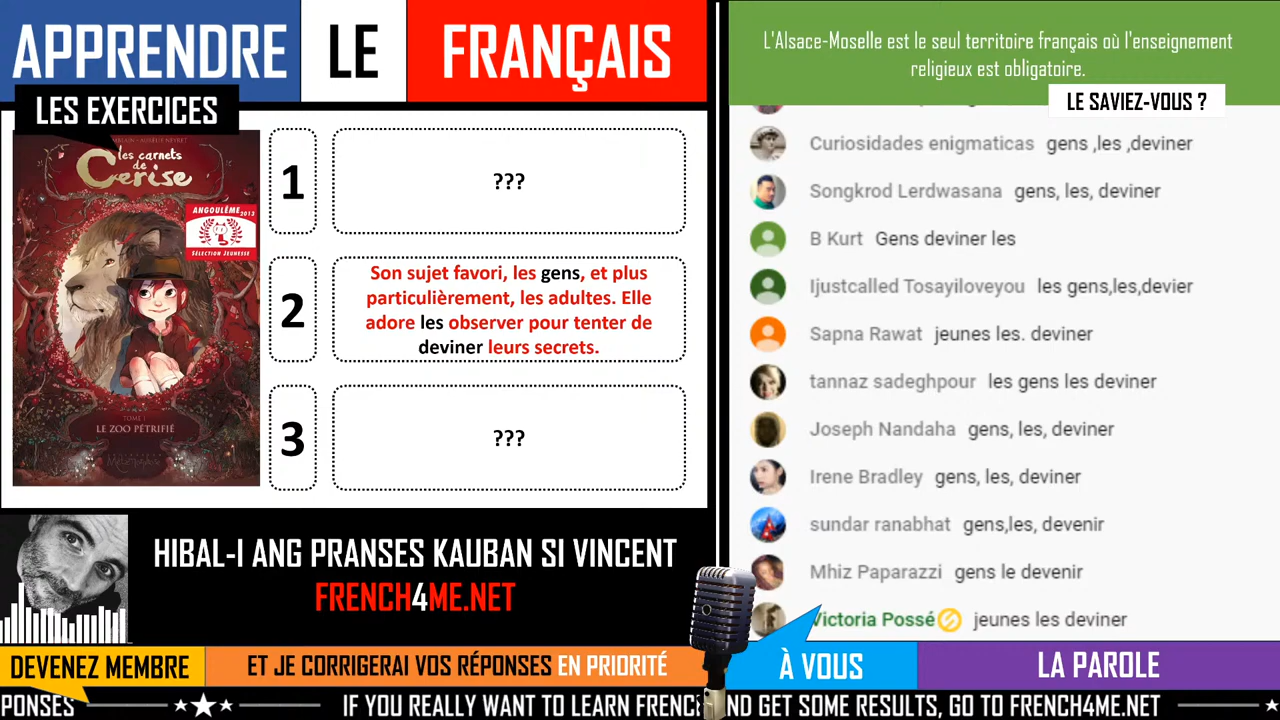 APPRENDRE LE FRANÇAIS
LES EXERCICES
les carnets
de
Cerise
ANGOULÊME 2013
SÉLECTION JEUNESSE
TOME 1
LE ZOO PÉTRIFIÉ
1
???
2
Son sujet favori, les gens, et plus
particulièrement, les adultes. Elle
adore les observer pour tenter de
deviner leurs secrets.
3
???
HIBAL-I ANG PRANSES KAUBAN SI VINCENT
FRENCH4ME.NET
L'Alsace-Moselle est le seul territoire français où l'enseignement
religieux est obligatoire.
LE SAVIEZ-VOUS ?
Curiosidades enigmaticas gens ,les ,deviner
Songkrod Lerdwasana gens, les, deviner
B Kurt Gens deviner les
Ijustcalled Tosayiloveyou les gens,les,devier
Sapna Rawat jeunes les. deviner
tannaz sadeghpour les gens les deviner
Joseph Nandaha gens, les, deviner
Irene Bradley gens, les, deviner
sundar ranabhat gens,les, devenir
Mhiz Paparazzi gens le devenir
Victoria Possé jeunes les deviner
DEVENEZ MEMBRE
ET JE CORRIGERAI VOS RÉPONSES EN PRIORITÉ
À VOUS
LA PAROLE
PONSES IF YOU REALLY WANT TO LEARN FRENC ND GET SOME RESULTS, GO TO FRENCH4ME.NET